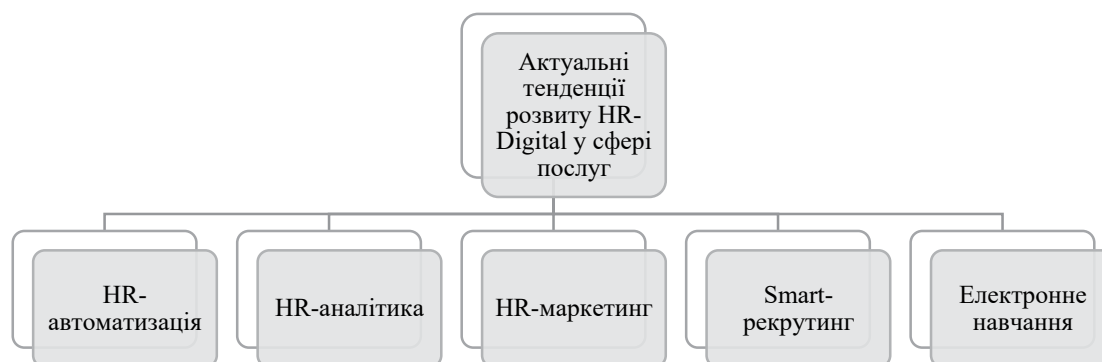 Актуальні
тенденції
розвиту HR-
Digital у сфері
послуг
HR-
автоматизація
HR-аналітика
HR-маркетинг
Smart-
рекрутинг
Електронне
навчання